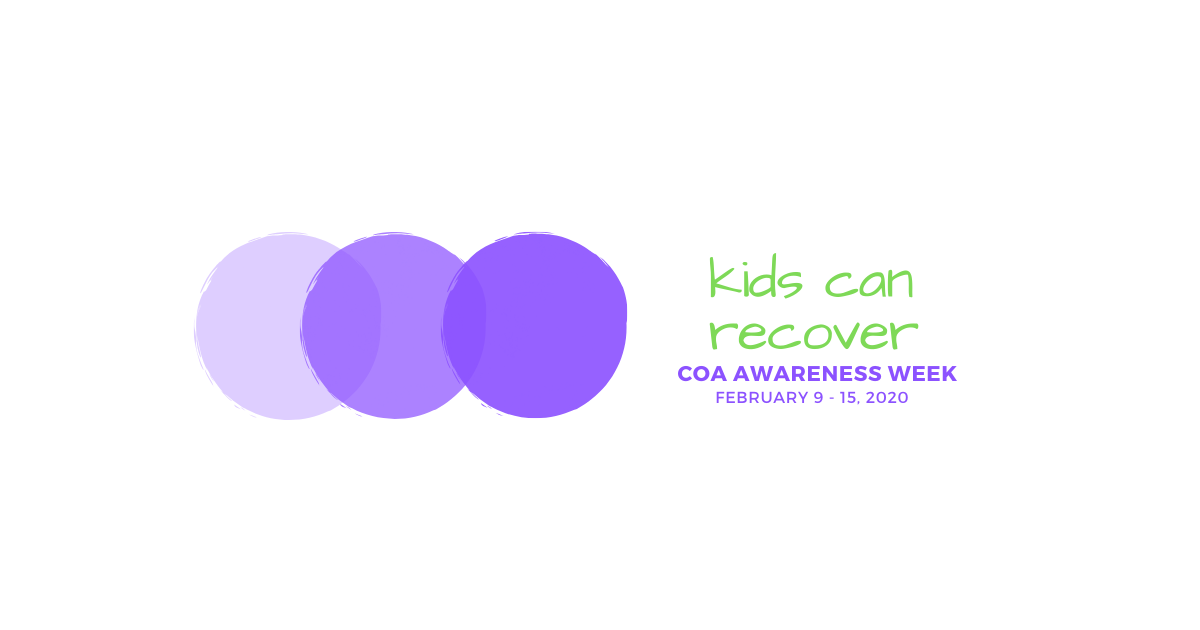 kids can
recover
COA AWARENESS WEEK
FEBRUARY 9 - 15, 2020